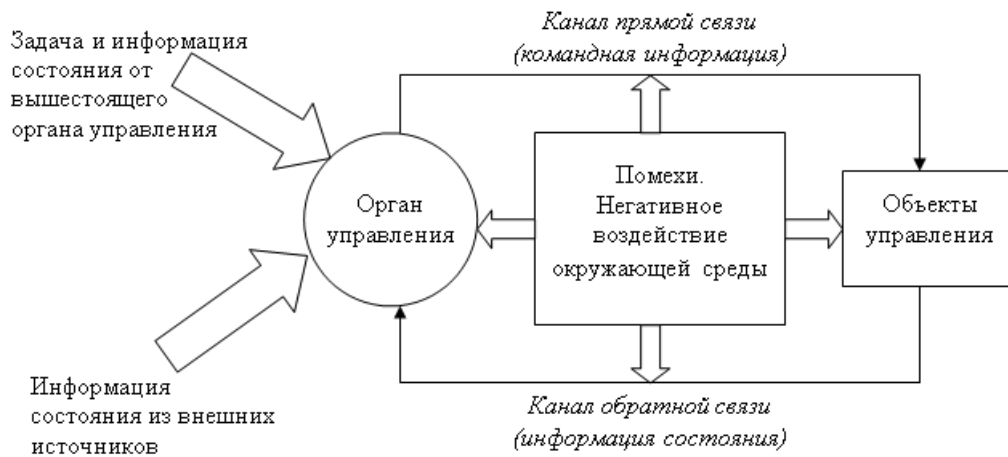 Задача и информация
состояния от
вышестоящего
органа управления
Канал прямой связи
(командная информация)
Орган
управления
Помехи.
Негативное
воздействие
окружающей среды
Объекты
управления
Информация
состояния из внешних
источников
Канал обратной связи
(информация состояния)